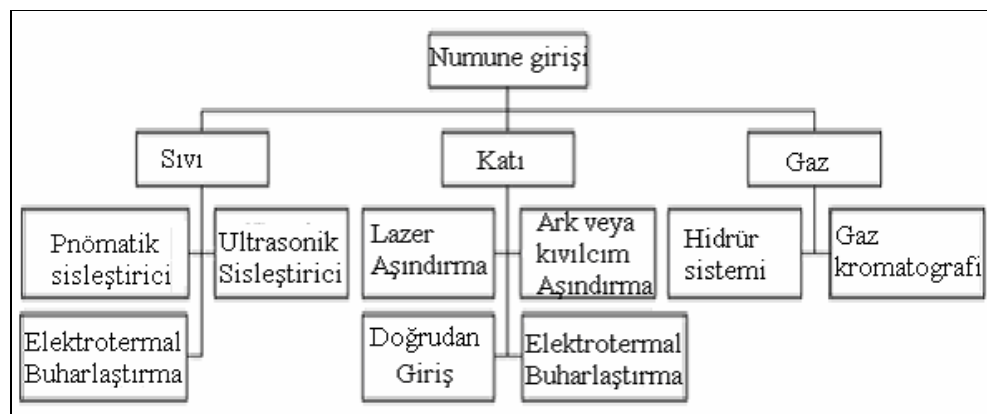 Numune girişi
Sıvı
Katı
Gaz
Pnömatik
sisleştirici
Ultrasonik
Sisleştirici
Lazer
Aşındırma
Ark veya
kıvılcım
Aşındırma
Hidrür
sistemi
Gaz
kromatografi
Elektrotermal
Buharlaştırma
Doğrudan
Giriş
Elektrotermal
Buharlaştırma